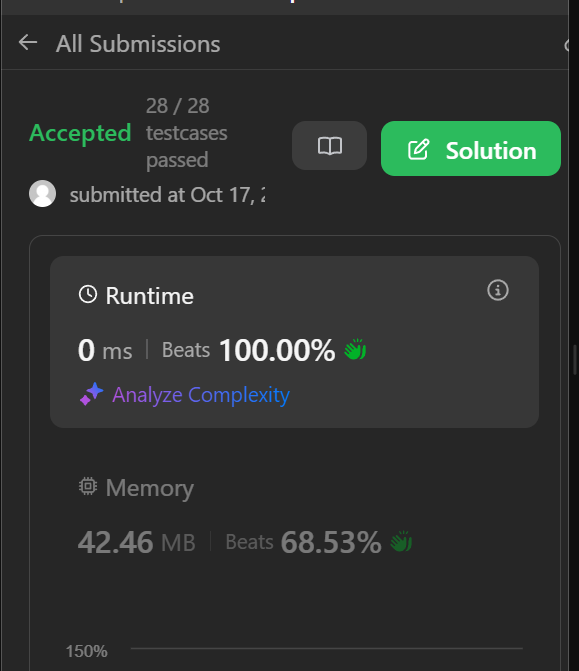 All Submissions
Accepted
28 / 28
testcases
passed
Solution
submitted at Oct 17,
Runtime
0 ms
Beats 100.00%
Analyze Complexity
Memory
42.46 MB
Beats 68.53%
150%